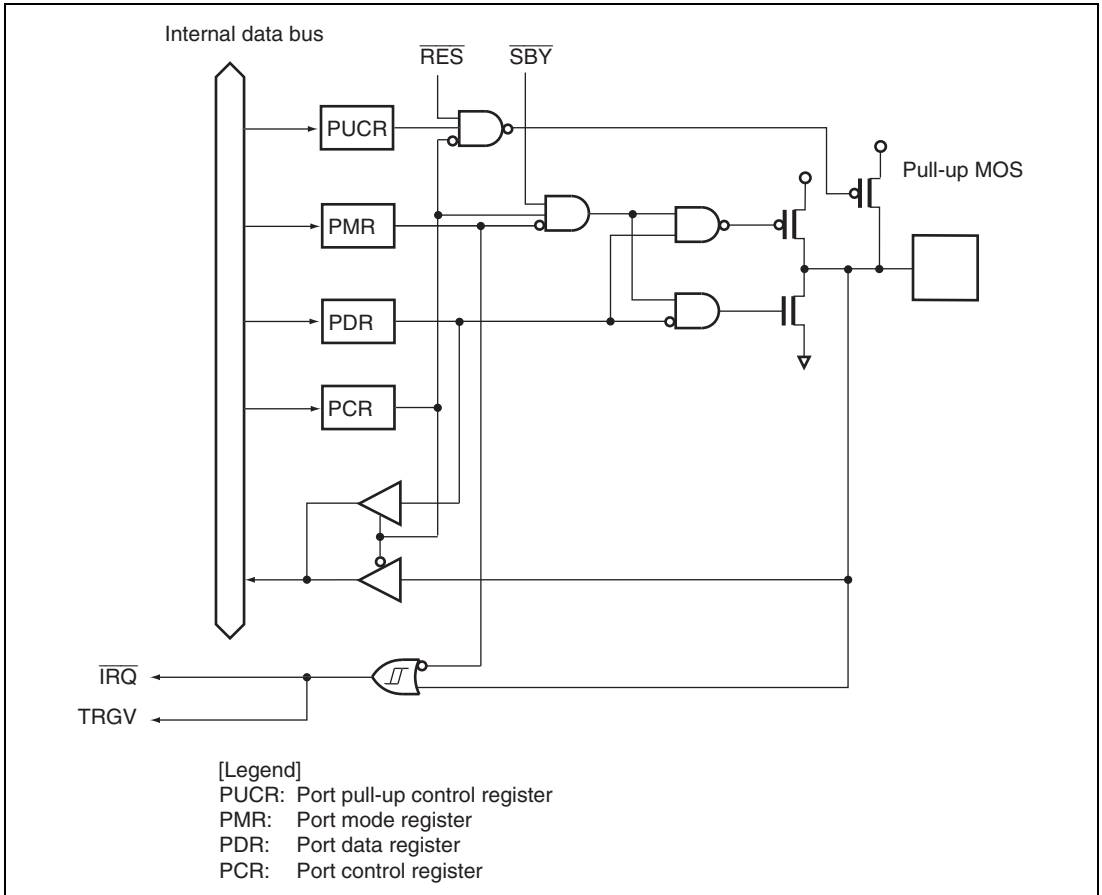 Internal data bus
RES
SBY
PUCR
Pull-up MOS
PMR
PDR
PCR
IRQ
TRGV
[Legend]
PUCR: Port pull-up control register
PMR: Port mode register
PDR: Port data register
PCR: Port control register